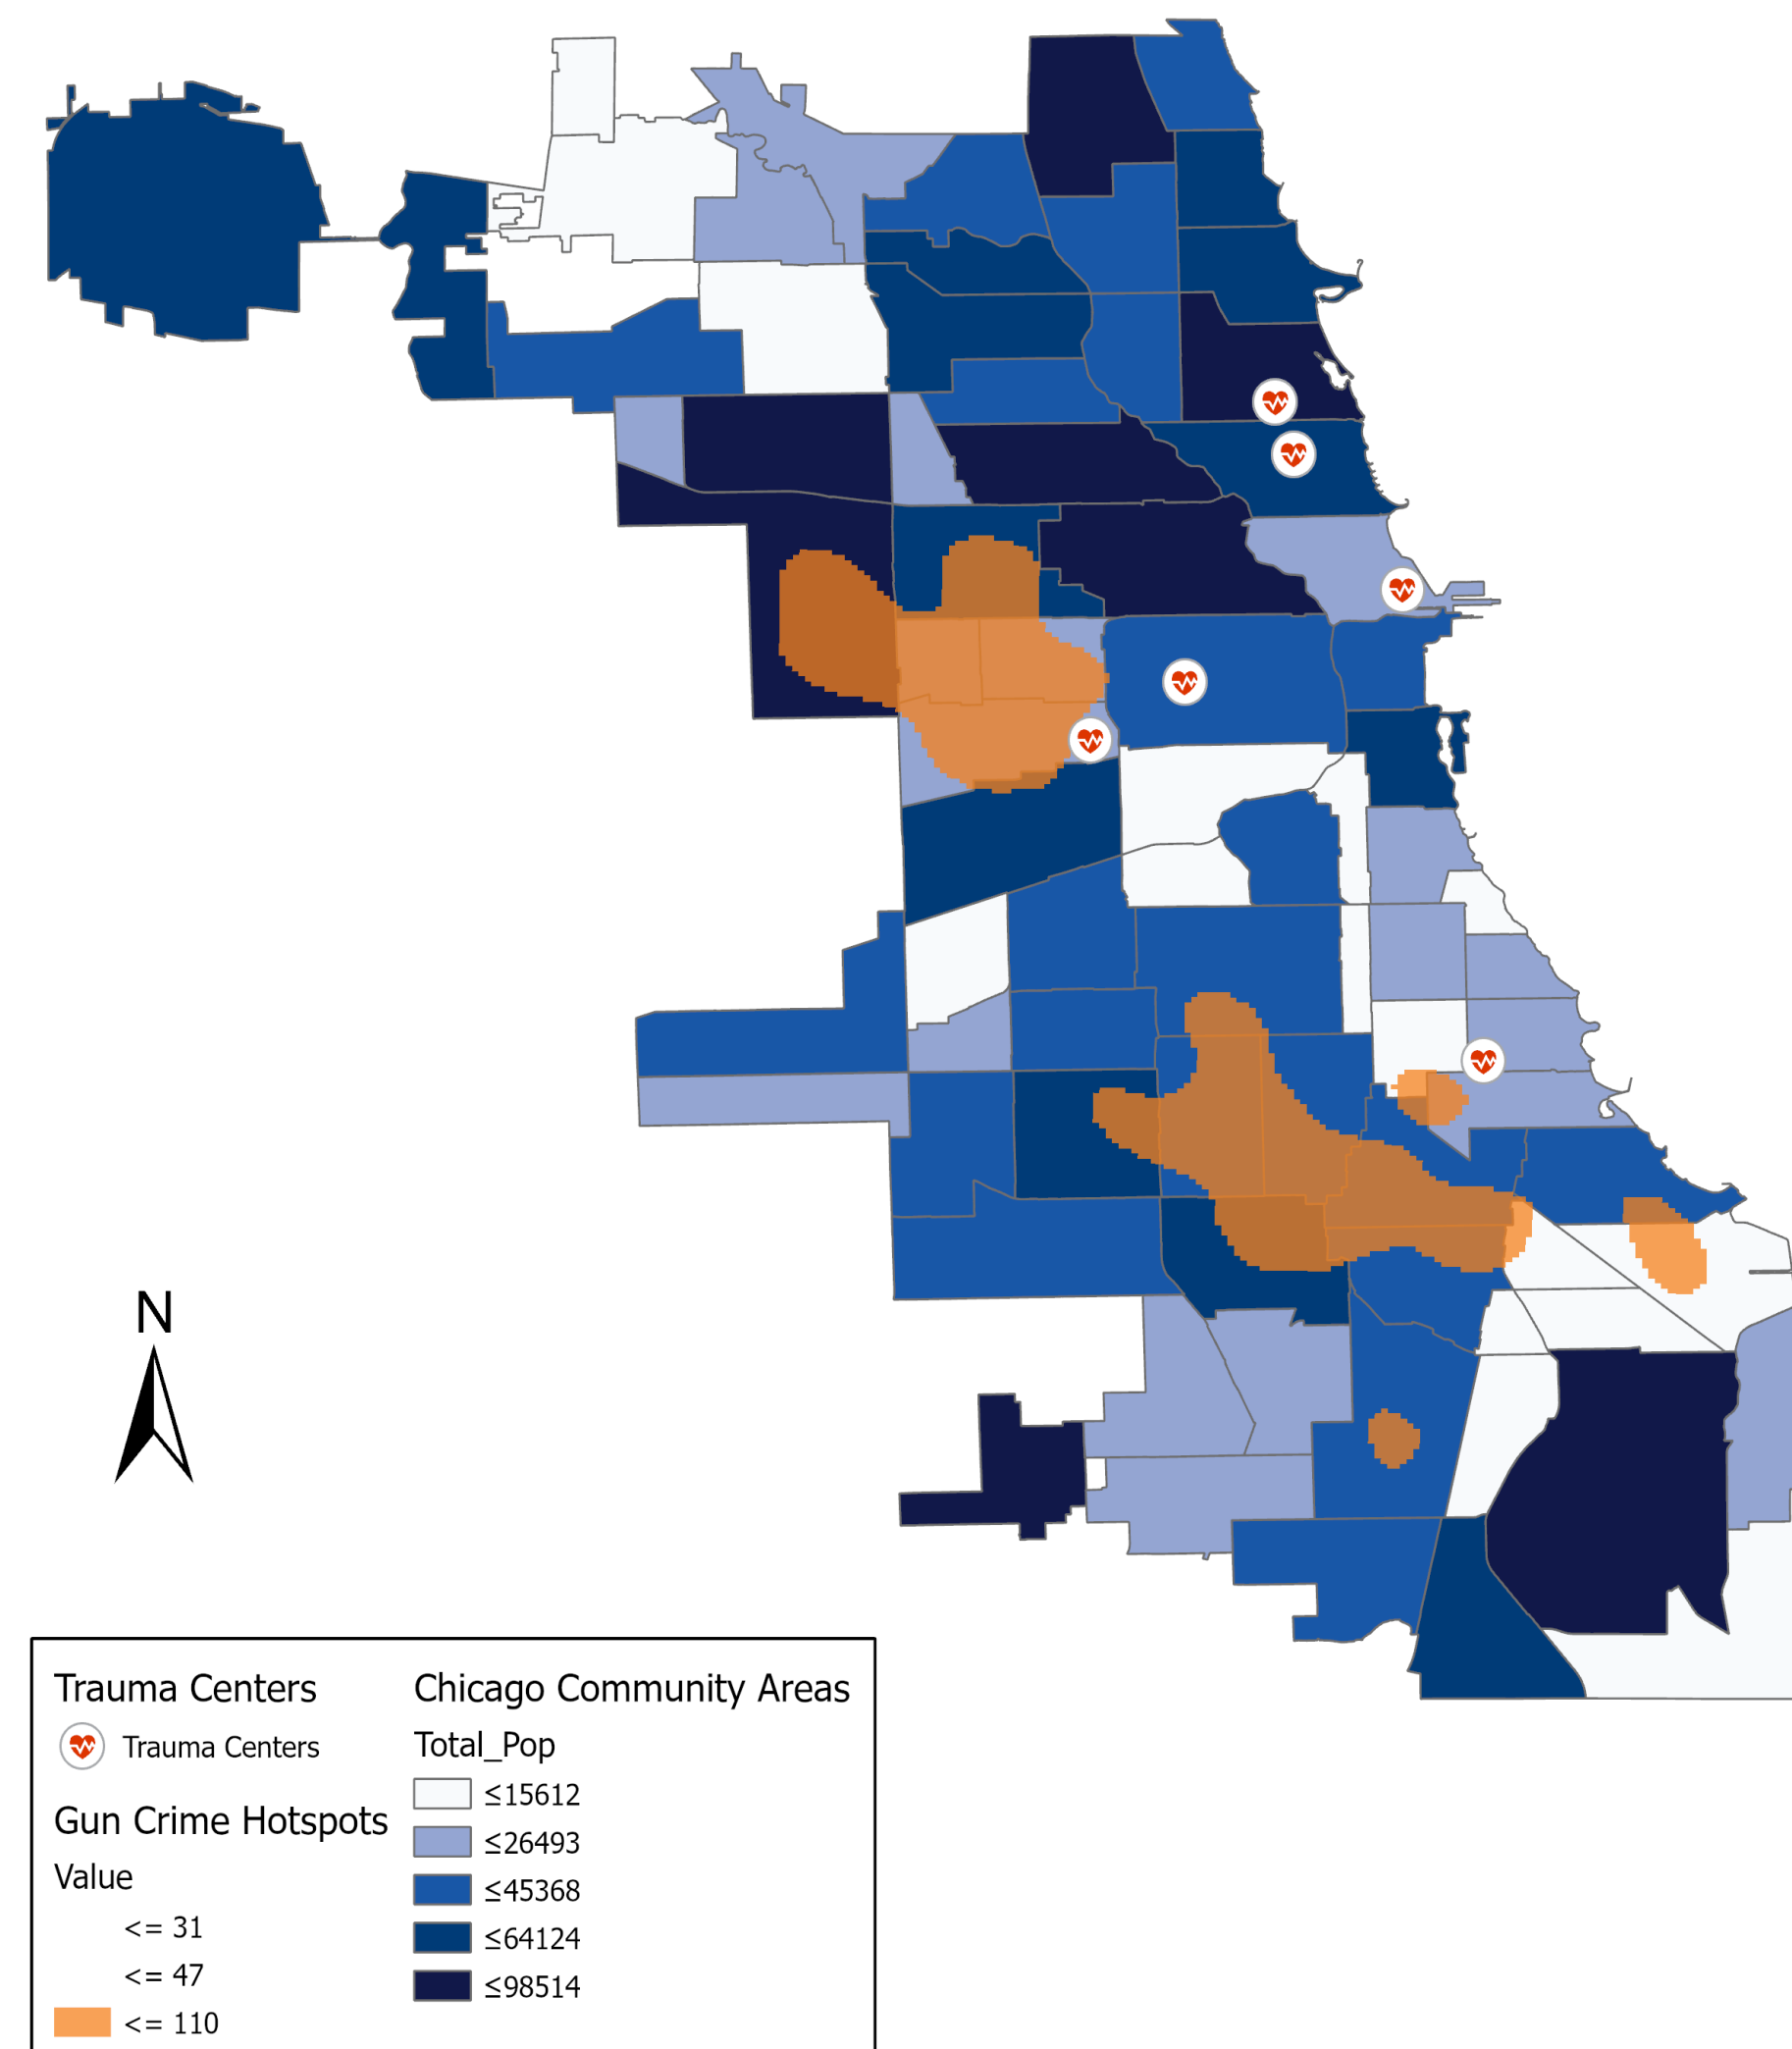 N
Trauma Centers
Trauma Centers
Gun Crime Hotspots
Value
<= 31
<= 47
<= 110
Chicago Community Areas
Total_Pop
≤15612
≤26493
≤45368
≤64124
≤98514